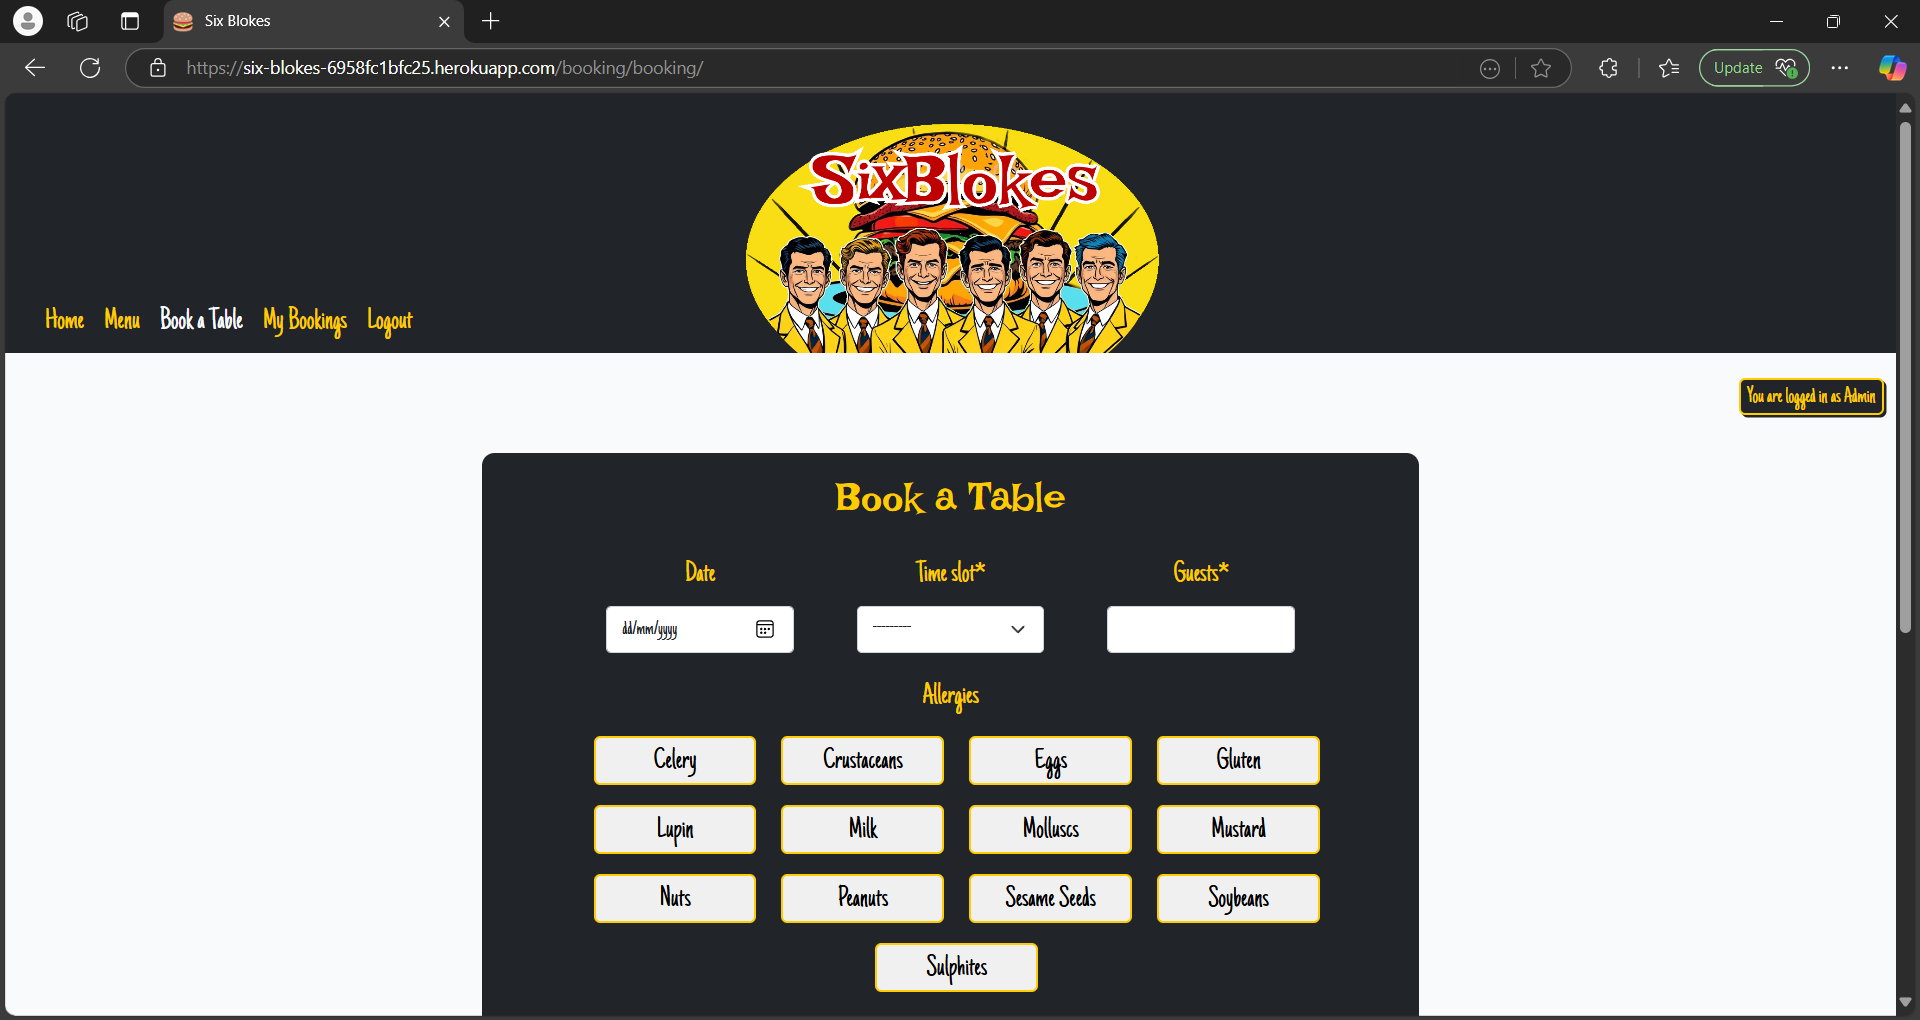 Six Blokes
https://six-blokes-6958fc1bfc25.herokuapp.com/booking/booking/
Update
SixBlokes
Home Menu Book a Table My Bookings Logout
You are logged in as Admin
Book a Table
Date Time slot* Guests*
dd/mm/yyyy ---------
Allergies
Celery Crustaceans Eggs Gluten
Lupin Milk Molluscs Mustard
Nuts Peanuts Sesame Seeds Soybeans
Sulphites